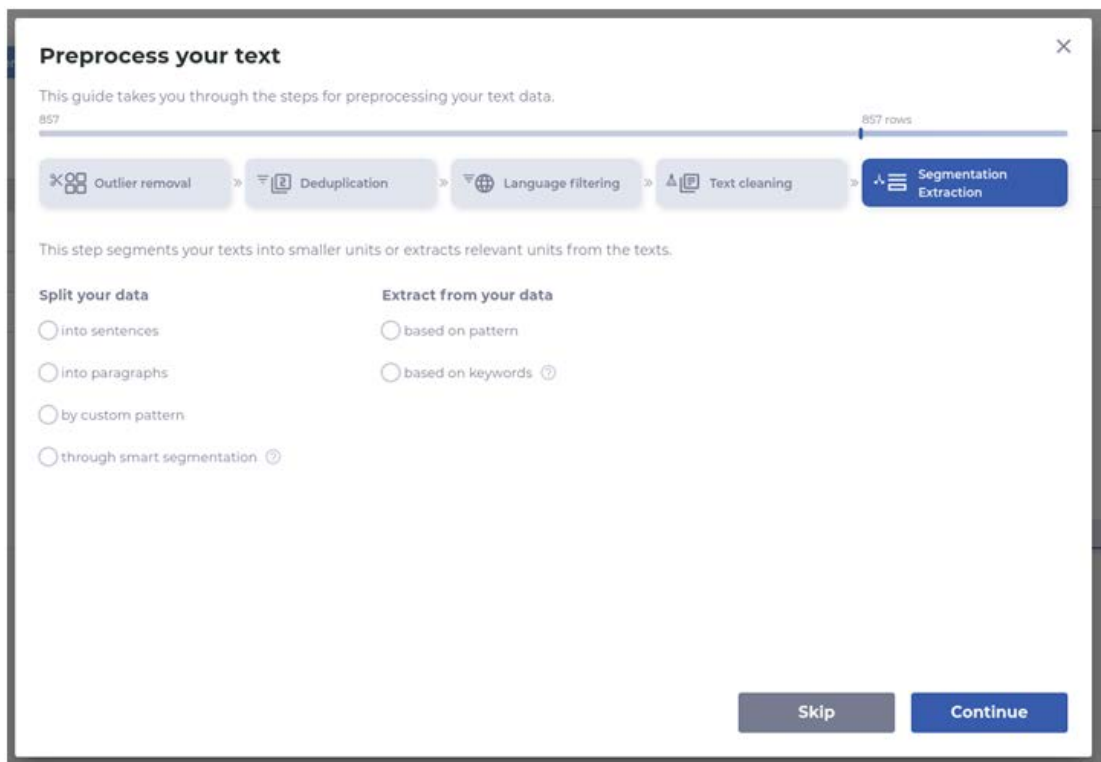 Preprocess your text
This guide takes you through the steps for preprocessing your text data.
857
857 rows
Outlier removal
Deduplication
Language filtering
Text cleaning
Segmentation
Extraction
This step segments your texts into smaller units or extracts relevant units from the texts.
Split your data
into sentences
into paragraphs
by custom pattern
through smart segmentation
Extract from your data
based on pattern
based on keywords
Skip
Continue